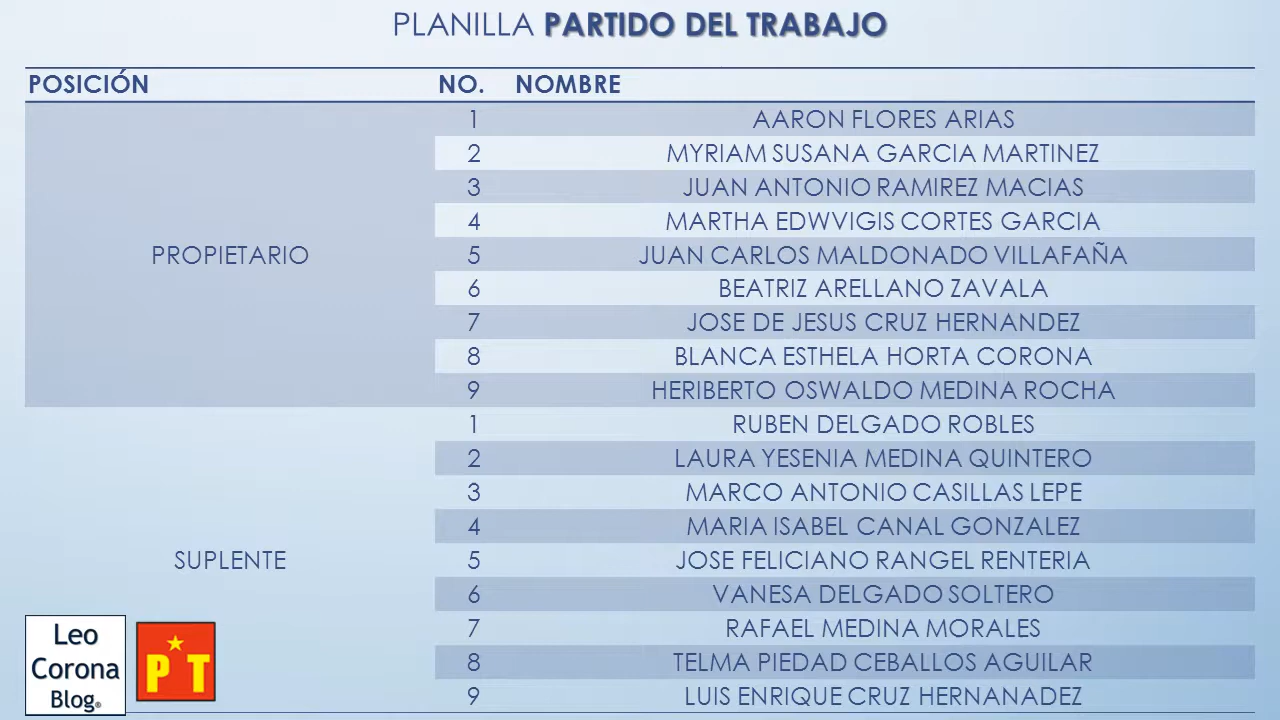 PLANILLA PARTIDO DEL TRABAJO
POSICIÓN NO. NOMBRE
PROPIETARIO
1 AARON FLORES ARIAS
2 MYRIAM SUSANA GARCIA MARTINEZ
3 JUAN ANTONIO RAMIREZ MACIAS
4 MARTHA EDWVIGIS CORTES GARCIA
5 JUAN CARLOS MALDONADO VILLAFAÑA
6 BEATRIZ ARELLANO ZAVALA
7 JOSE DE JESUS CRUZ HERNANDEZ
8 BLANCA ESTHELA HORTA CORONA
9 HERIBERTO OSWALDO MEDINA ROCHA
SUPLENTE
1 RUBEN DELGADO ROBLES
2 LAURA YESENIA MEDINA QUINTERO
3 MARCO ANTONIO CASILLAS LEPE
4 MARIA ISABEL CANAL GONZALEZ
5 JOSE FELICIANO RANGEL RENTERIA
6 VANESA DELGADO SOLTERO
7 RAFAEL MEDINA MORALES
8 TELMA PIEDAD CEBALLOS AGUILAR
9 LUIS ENRIQUE CRUZ HERNANADEZ
Leo
Corona
Blog®
PT